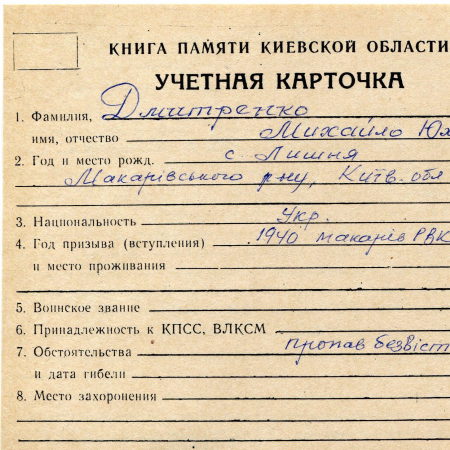 КНИГА ПАМЯТИ КИЕВСКОЙ ОБЛАСТИ
УЧЕТНАЯ КАРТОЧКА
1. Фамилия, Дмитренко
имя, отчество Михайло Юх
2. Год и место рожд. с. Лишня
Макарівського р-ну, Київ. обл
3. Национальность Укр.
4. Год призыва (вступления) 1940 Макарів РВК
и место проживания
5. Воинское звание
6. Принадлежность к КПСС, ВЛКСМ
7. Обстоятельства пропав безвіст
и дата гибели
8. Место захоронения